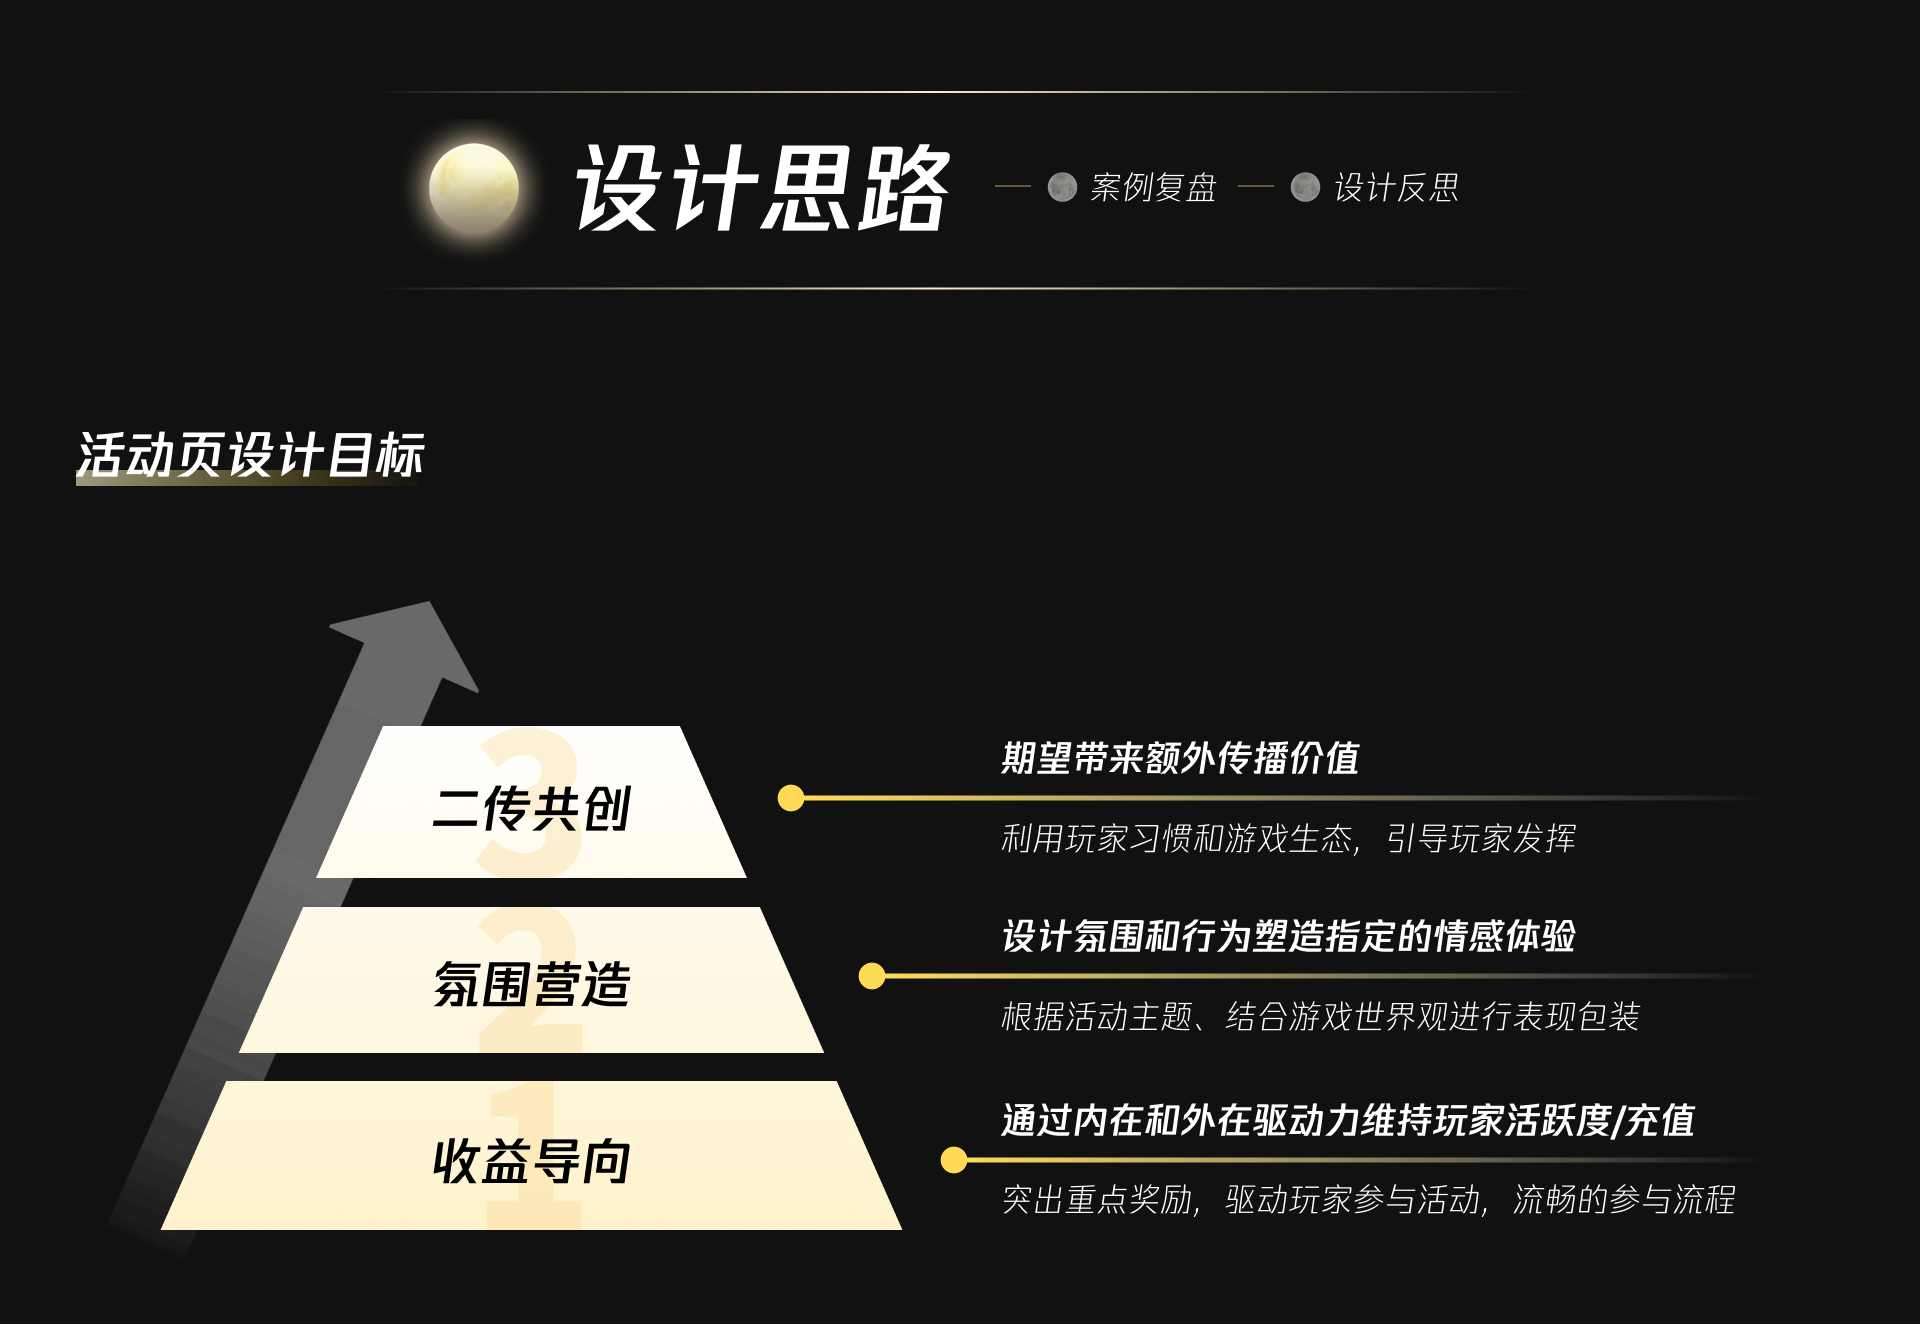 设计思路
案例复盘
设计反思
活动页设计目标
3
二传共创
期望带来额外传播价值
利用玩家习惯和游戏生态，引导玩家发挥
2
氛围营造
设计氛围和行为塑造指定的情感体验
根据活动主题、结合游戏世界观进行表现包装
1
收益导向
通过内在和外在驱动力维持玩家活跃度/充值
突出重点奖励，驱动玩家参与活动，流畅的参与流程